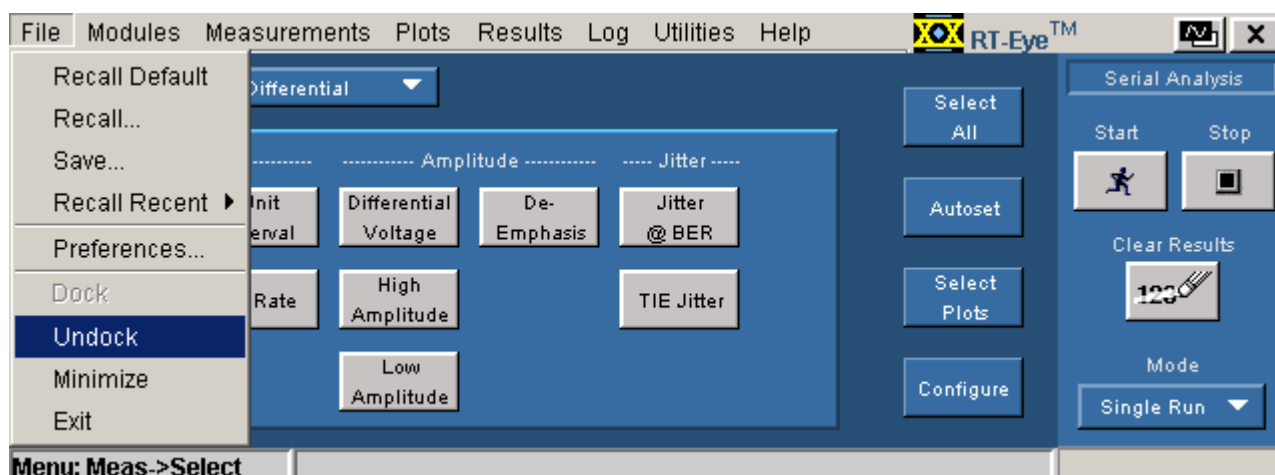 File Modules Measurements Plots Results Log Utilities Help
RT-Eye™
Recall Default
Recall...
Save...
Recall Recent
Preferences...
Dock
Undock
Minimize
Exit
Differential
Amplitude
Jitter
Differential
Voltage
De-
Emphasis
Jitter
@ BER
Rate
High
Amplitude
TIE Jitter
Low
Amplitude
Select
All
Autoset
Select
Plots
Configure
Serial Analysis
Start Stop
Clear Results
123
Mode
Single Run
Menu: Meas->Select